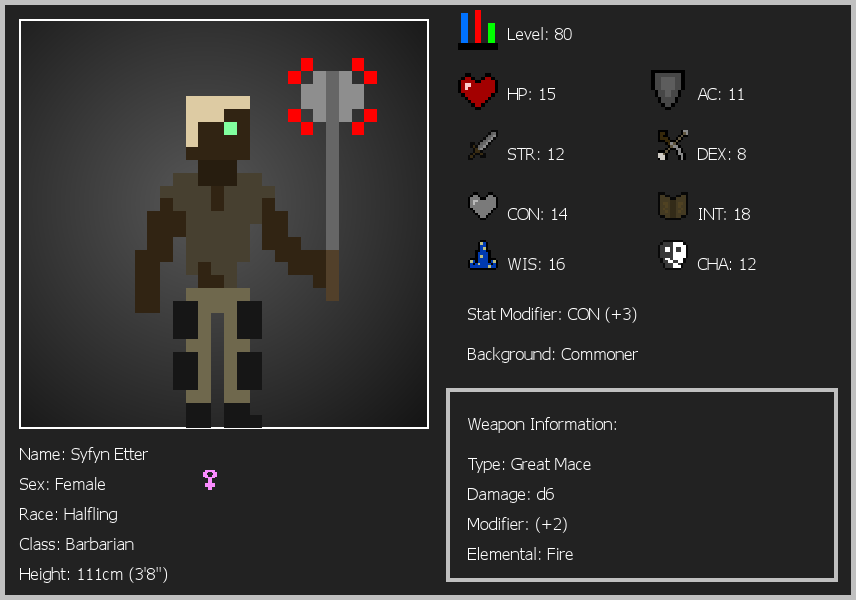 Level: 80
HP: 15
AC: 11
STR: 12
DEX: 8
CON: 14
INT: 18
WIS: 16
CHA: 12
Stat Modifier: CON (+3)
Background: Commoner
Weapon Information:
Type: Great Mace
Damage: d6
Modifier: (+2)
Elemental: Fire
Name: Syfyn Etter
Sex: Female
Race: Halfling
Class: Barbarian
Height: 111cm (3'8")